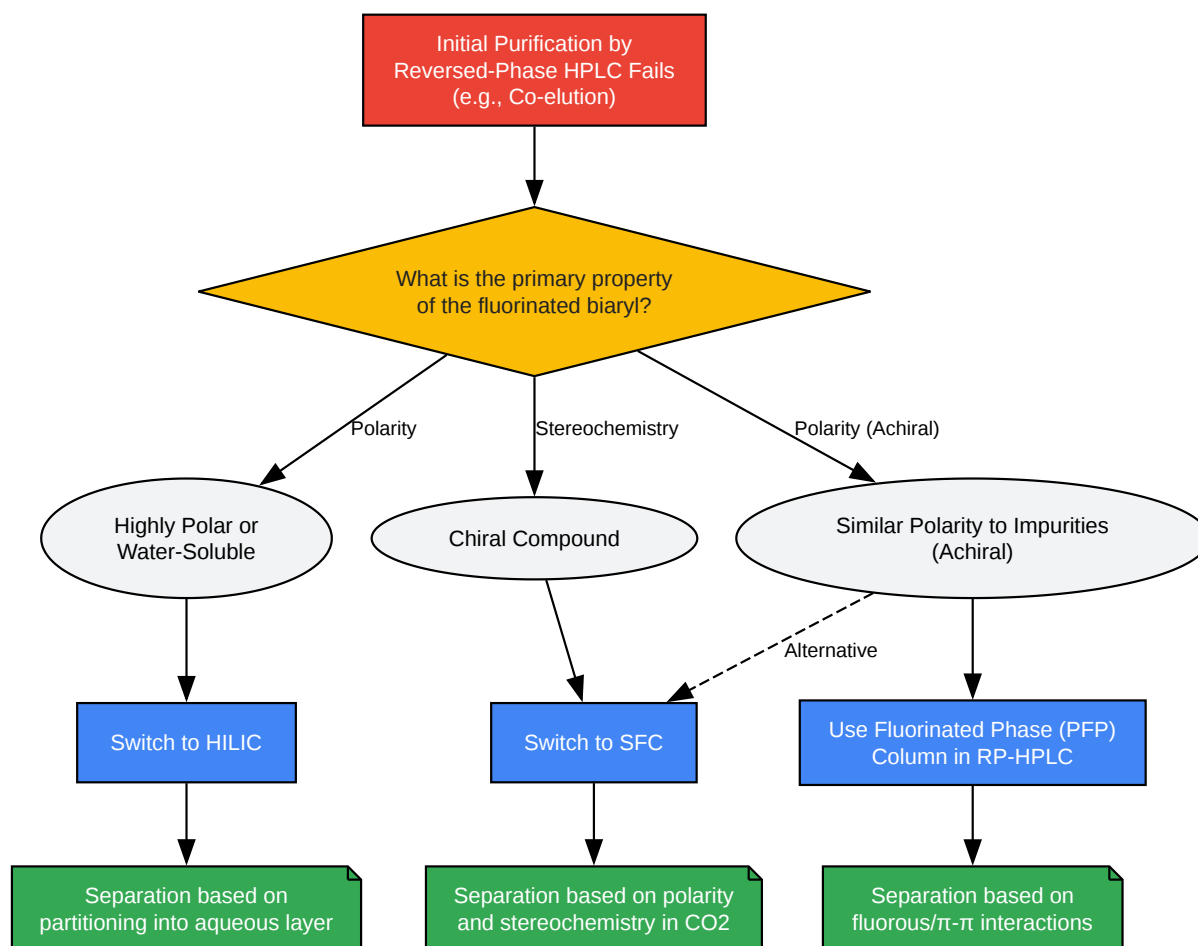 Initial Purification by
Reversed-Phase HPLC Fails
(e.g., Co-elution)
What is the primary property
of the fluorinated biaryl?
Polarity
Stereochemistry
Polarity (Achiral)
Highly Polar or
Water-Soluble
Chiral Compound
Similar Polarity to Impurities
(Achiral)
Alternative
Switch to HILIC
Switch to SFC
Use Fluorinated Phase (PFP)
Column in RP-HPLC
Separation based on
partitioning into aqueous layer
Separation based on polarity
and stereochemistry in CO2
Separation based on
fluorous/π-π interactions